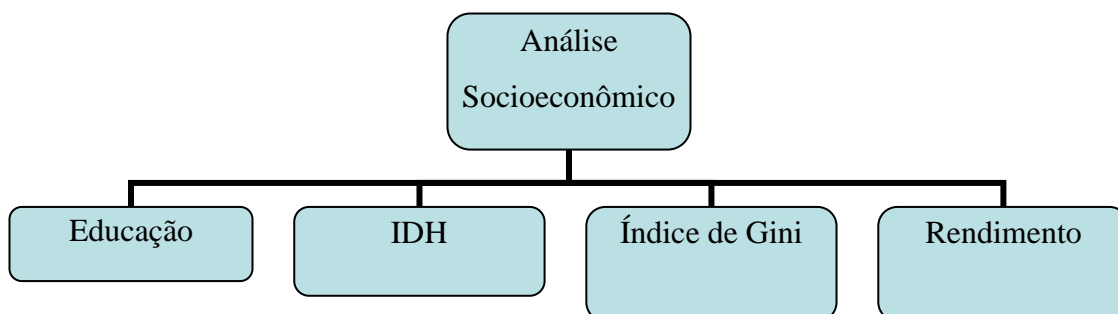 Análise
Socioeconômico
Educação
IDH
Índice de Gini
Rendimento